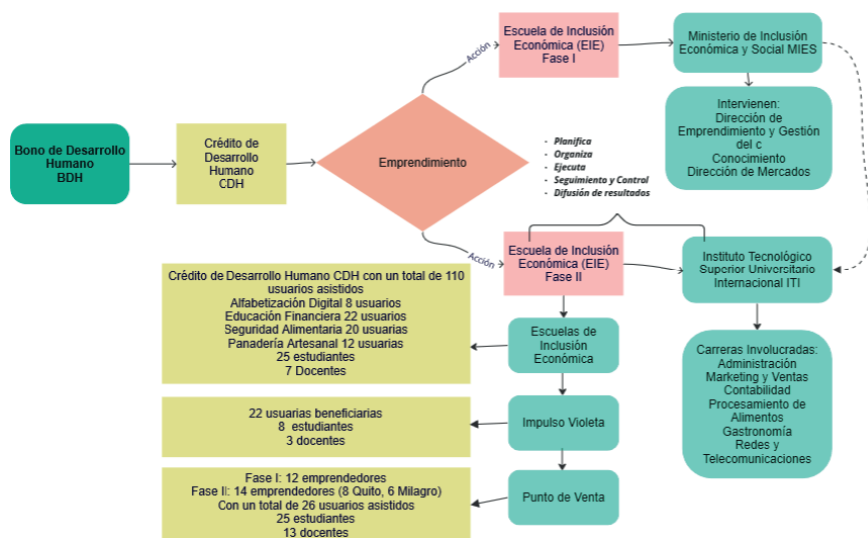 Escuela de Inclusión
Económica (EIE)
Fase I
Ministerio de Inclusión
Económica y Social MIES
Acción
Intervienen:
Dirección de
Emprendimiento y Gestión
del c
Conocimiento
Dirección de Mercados
Bono de Desarrollo
Humano
BDH
Crédito de
Desarrollo
Humano
CDH
Emprendimiento
- Planifica
- Organiza
- Ejecuta
- Seguimiento y Control
- Difusión de resultados
Acción
Escuela de Inclusión
Económica (EIE)
Fase II
Instituto Tecnológico
Superior Universitario
Internacional ITI
Crédito de Desarrollo Humano CDH con un total de 110
usuarios asistidos
Alfabetización Digital 8 usuarios
Educación Financiera 22 usuarios
Seguridad Alimentaria 20 usuarias
Panadería Artesanal 12 usuarias
25 estudiantes
7 Docentes
Escuelas de
Inclusión
Económica
Carreras Involucradas:
Administración
Marketing y Ventas
Contabilidad
Procesamiento de
Alimentos
Gastronomía
Redes y
Telecomunicaciones
22 usuarias beneficiarias
8 estudiantes
3 docentes
Impulso Violeta
Fase I: 12 emprendedores
Fase II: 14 emprendedores (8 Quito, 6 Milagro)
Con un total de 26 usuarios asistidos
25 estudiantes
13 docentes
Punto de Venta